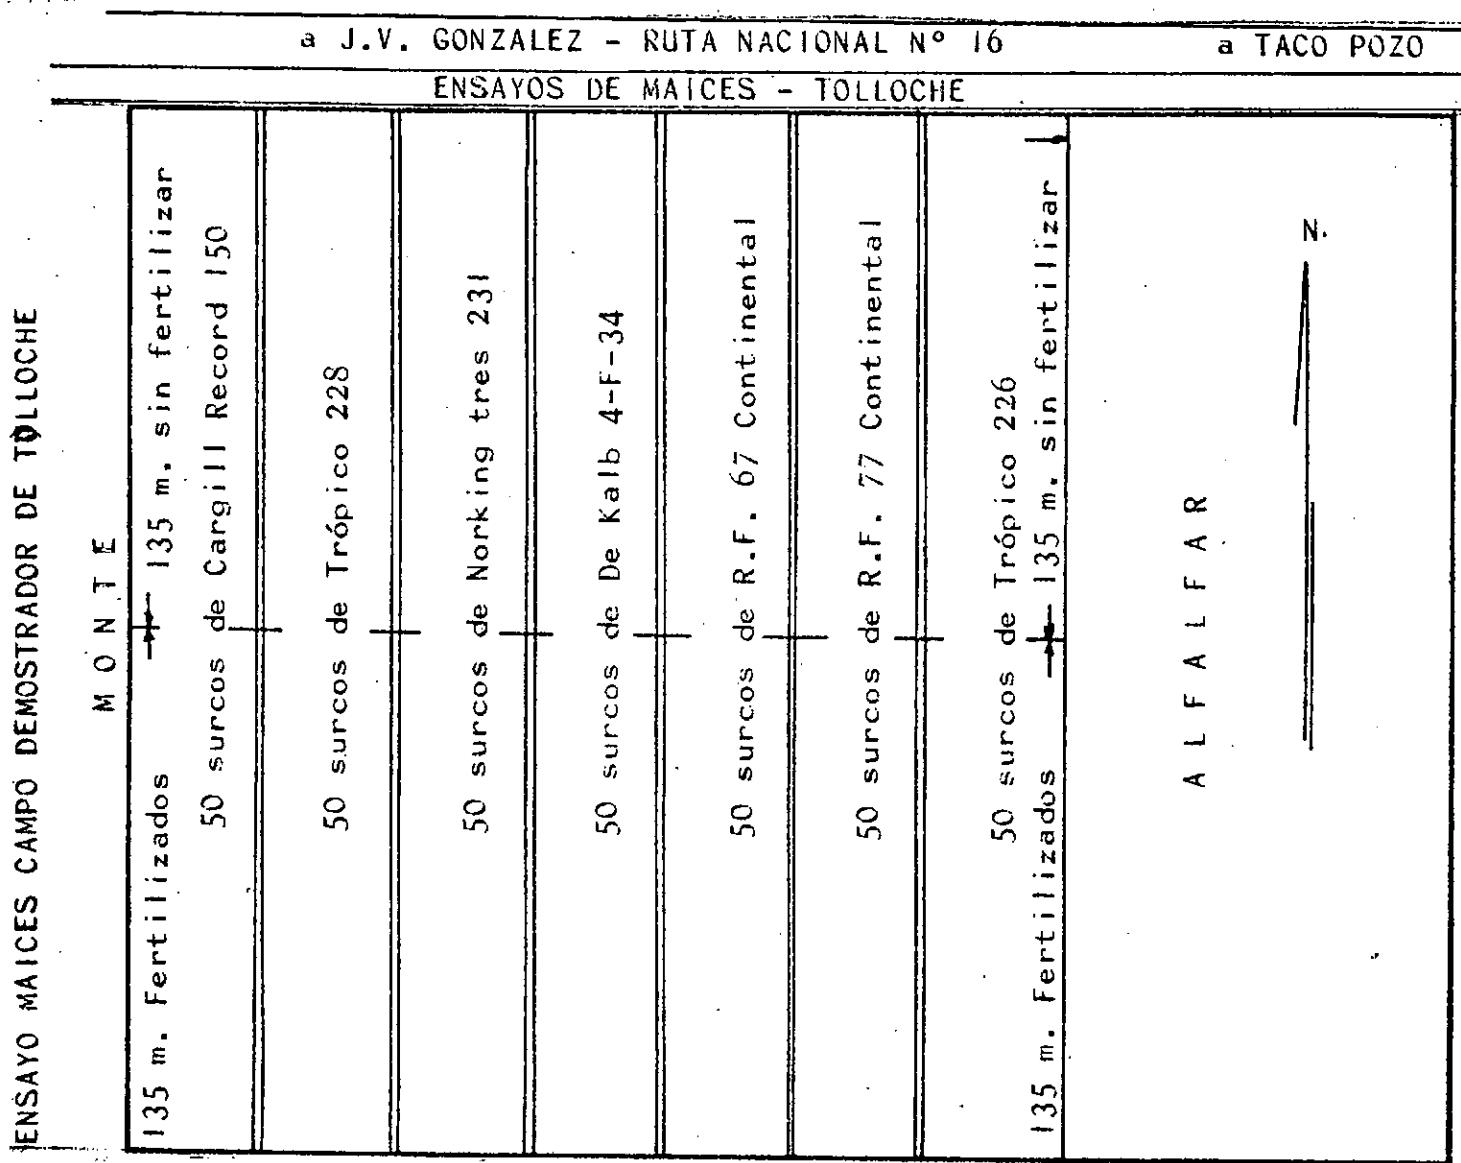 a J.V. GONZALEZ - RUTA NACIONAL Nº 16 a TACO POZO
ENSAYOS DE MAICES - TOLLOCHE
ENSAYO MAICES CAMPO DEMOSTRADOR DE TOLLOCHE
MONTE
135 m. Fertilizados 135 m. sin fertilizar
50 surcos de Cargill Record 150
50 surcos de Trópico 228
50 surcos de Norking tres 231
50 surcos de De Kalb 4-F-34
50 surcos de R.F. 67 Continental
50 surcos de R.F. 77 Continental
50 surcos de Trópico 226
135 m. Fertilizados 135 m. sin fertilizar
ALFALFAR
N.